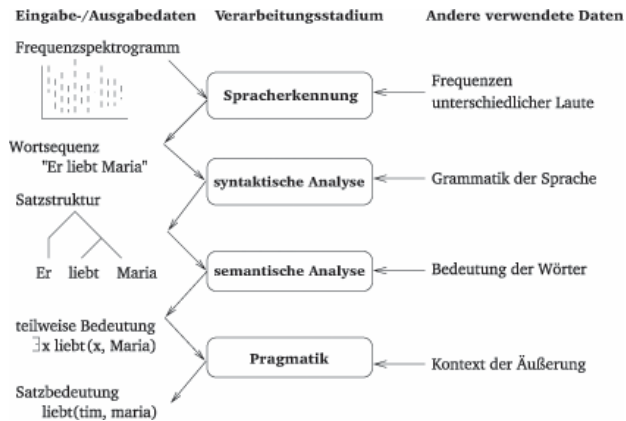 Eingabe-/Ausgabedaten Verarbeitungsstadium Andere verwendete Daten
Frequenzspektrogramm
Spracherkennung
Frequenzen
unterschiedlicher Laute
Wortsequenz
"Er liebt Maria"
syntaktische Analyse
Grammatik der Sprache
Satzstruktur
Er liebt Maria
semantische Analyse
Bedeutung der Wörter
teilweise Bedeutung
∃x liebt(x, Maria)
Pragmatik
Kontext der Äußerung
Satzbedeutung
liebt(tim, maria)